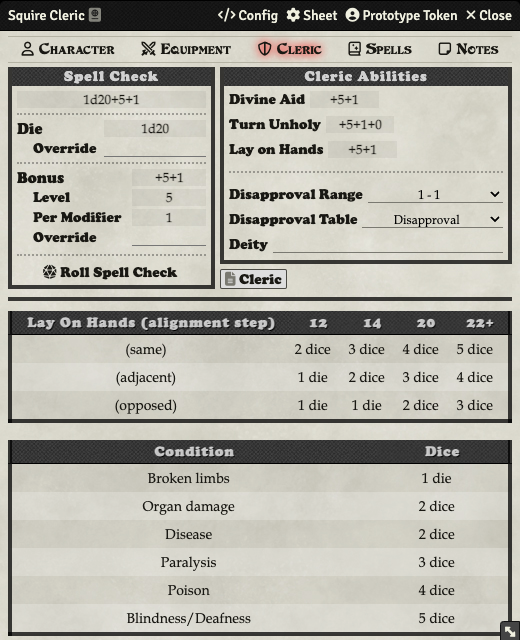 Squire Cleric Config Sheet Prototype Token Close
Character Equipment Cleric Spells Notes
Spell Check
1d20+5+1
Die 1d20
Override
Bonus +5+1
Level 5
Per Modifier 1
Override
Roll Spell Check
Cleric Abilities
Divine Aid +5+1
Turn Unholy +5+1+0
Lay on Hands +5+1
Disapproval Range 1 - 1
Disapproval Table Disapproval
Deity
Cleric
Lay On Hands (alignment step) 12 14 20 22+
(same) 2 dice 3 dice 4 dice 5 dice
(adjacent) 1 die 2 dice 3 dice 4 dice
(opposed) 1 die 1 die 2 dice 3 dice
Condition Dice
Broken limbs 1 die
Organ damage 2 dice
Disease 2 dice
Paralysis 3 dice
Poison 4 dice
Blindness/Deafness 5 dice